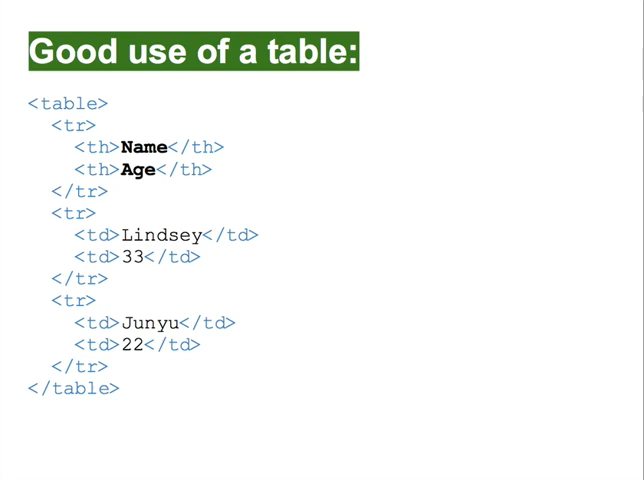 Good use of a table:
<table>
<tr>
<th>Name</th>
<th>Age</th>
</tr>
<tr>
<td>Lindsey</td>
<td>33</td>
</tr>
<tr>
<td>Junyu</td>
<td>22</td>
</tr>
</table>